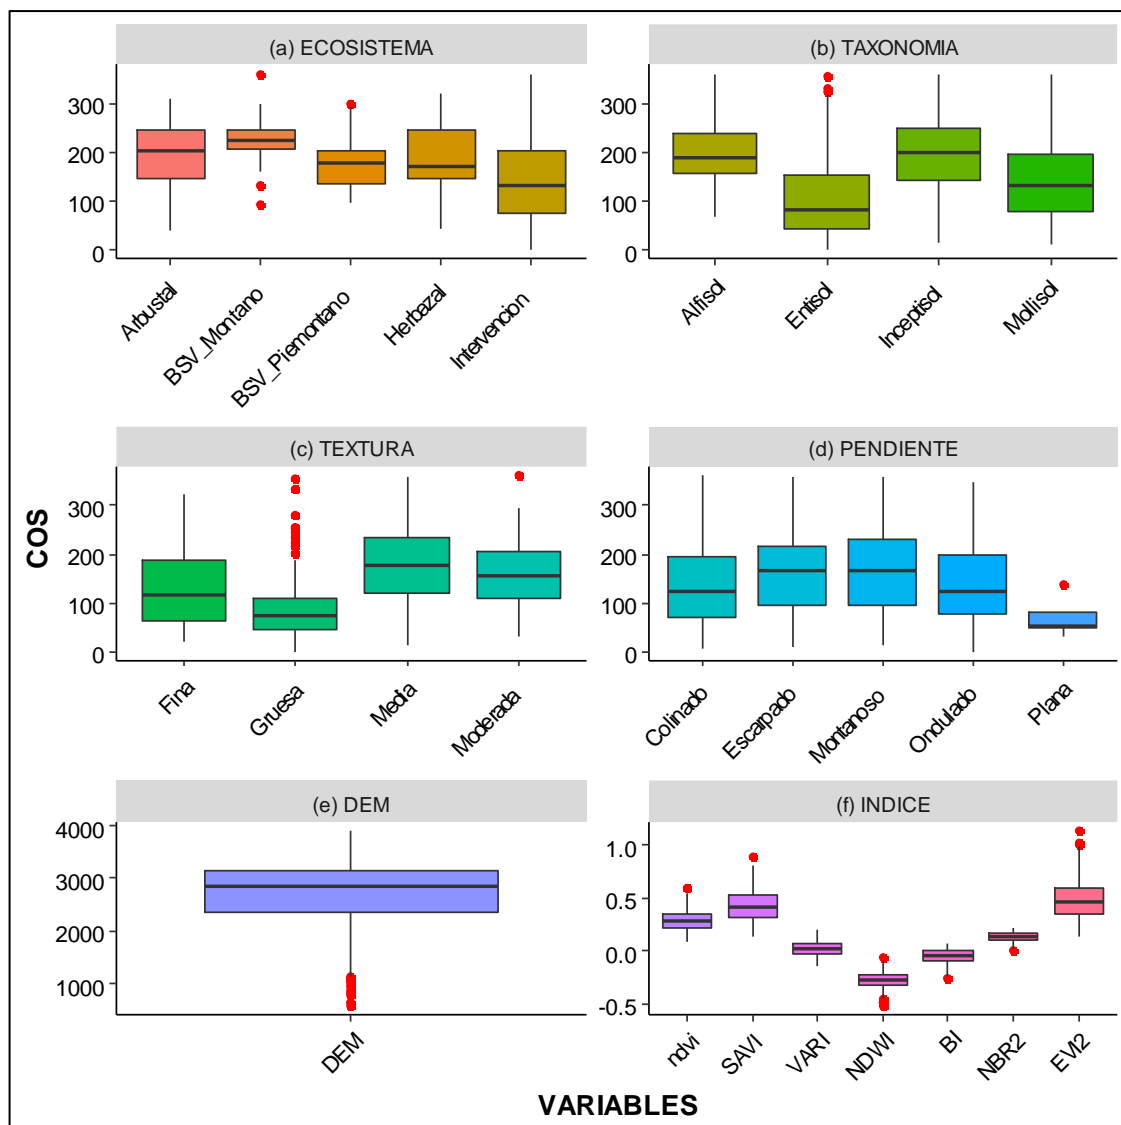 (a) ECOSISTEMA
(b) TAXONOMIA
300
200
100
0
Arbustal
BSV_Montano
BSV_Piemontano
Herbazal
Intervencion
300
200
100
0
Alfisol
Entisol
Inceptisol
Mollisol
(c) TEXTURA
(d) PENDIENTE
COS
300
200
100
0
Fina
Gruesa
Media
Moderada
300
200
100
0
Colinado
Escarpado
Montanoso
Ondulado
Plana
(e) DEM
(f) INDICE
4000
3000
2000
1000
DEM
1.0
0.5
0.0
-0.5
ndvi
SAVI
VARI
NDWI
BI
NBR2
EVI2
VARIABLES